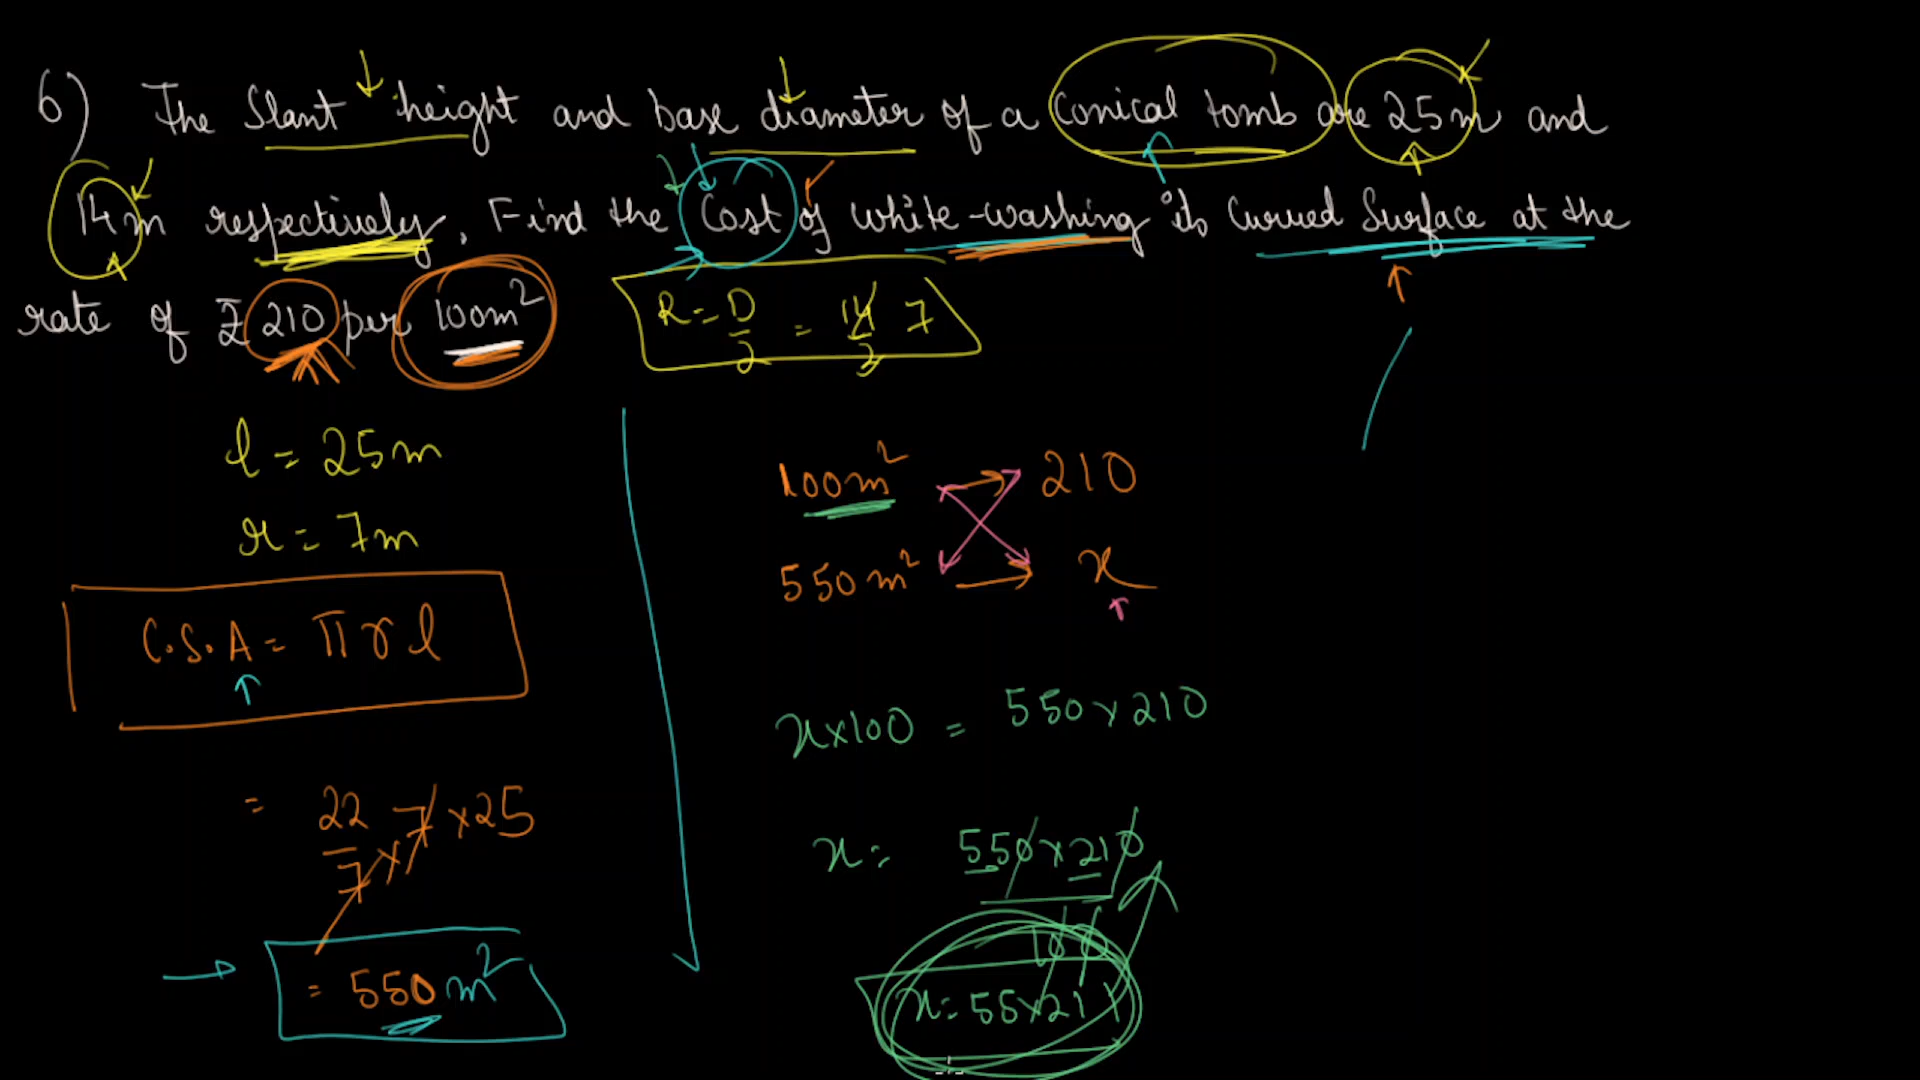 6) The Slant height and base diameter of a Conical tomb are 25m and
14m respectively, Find the Cost of white-washing its Curved Surface at the
rate of ₹ 210 per 100m²
R = D/2 = 14/2 7
l = 25m
r = 7m
C.S.A = π r l
= 22/7 × 7 × 25
= 550 m²
100m² → 210
550m² → x
x×100 = 550×210
x = 550×210/100
x = 55×21